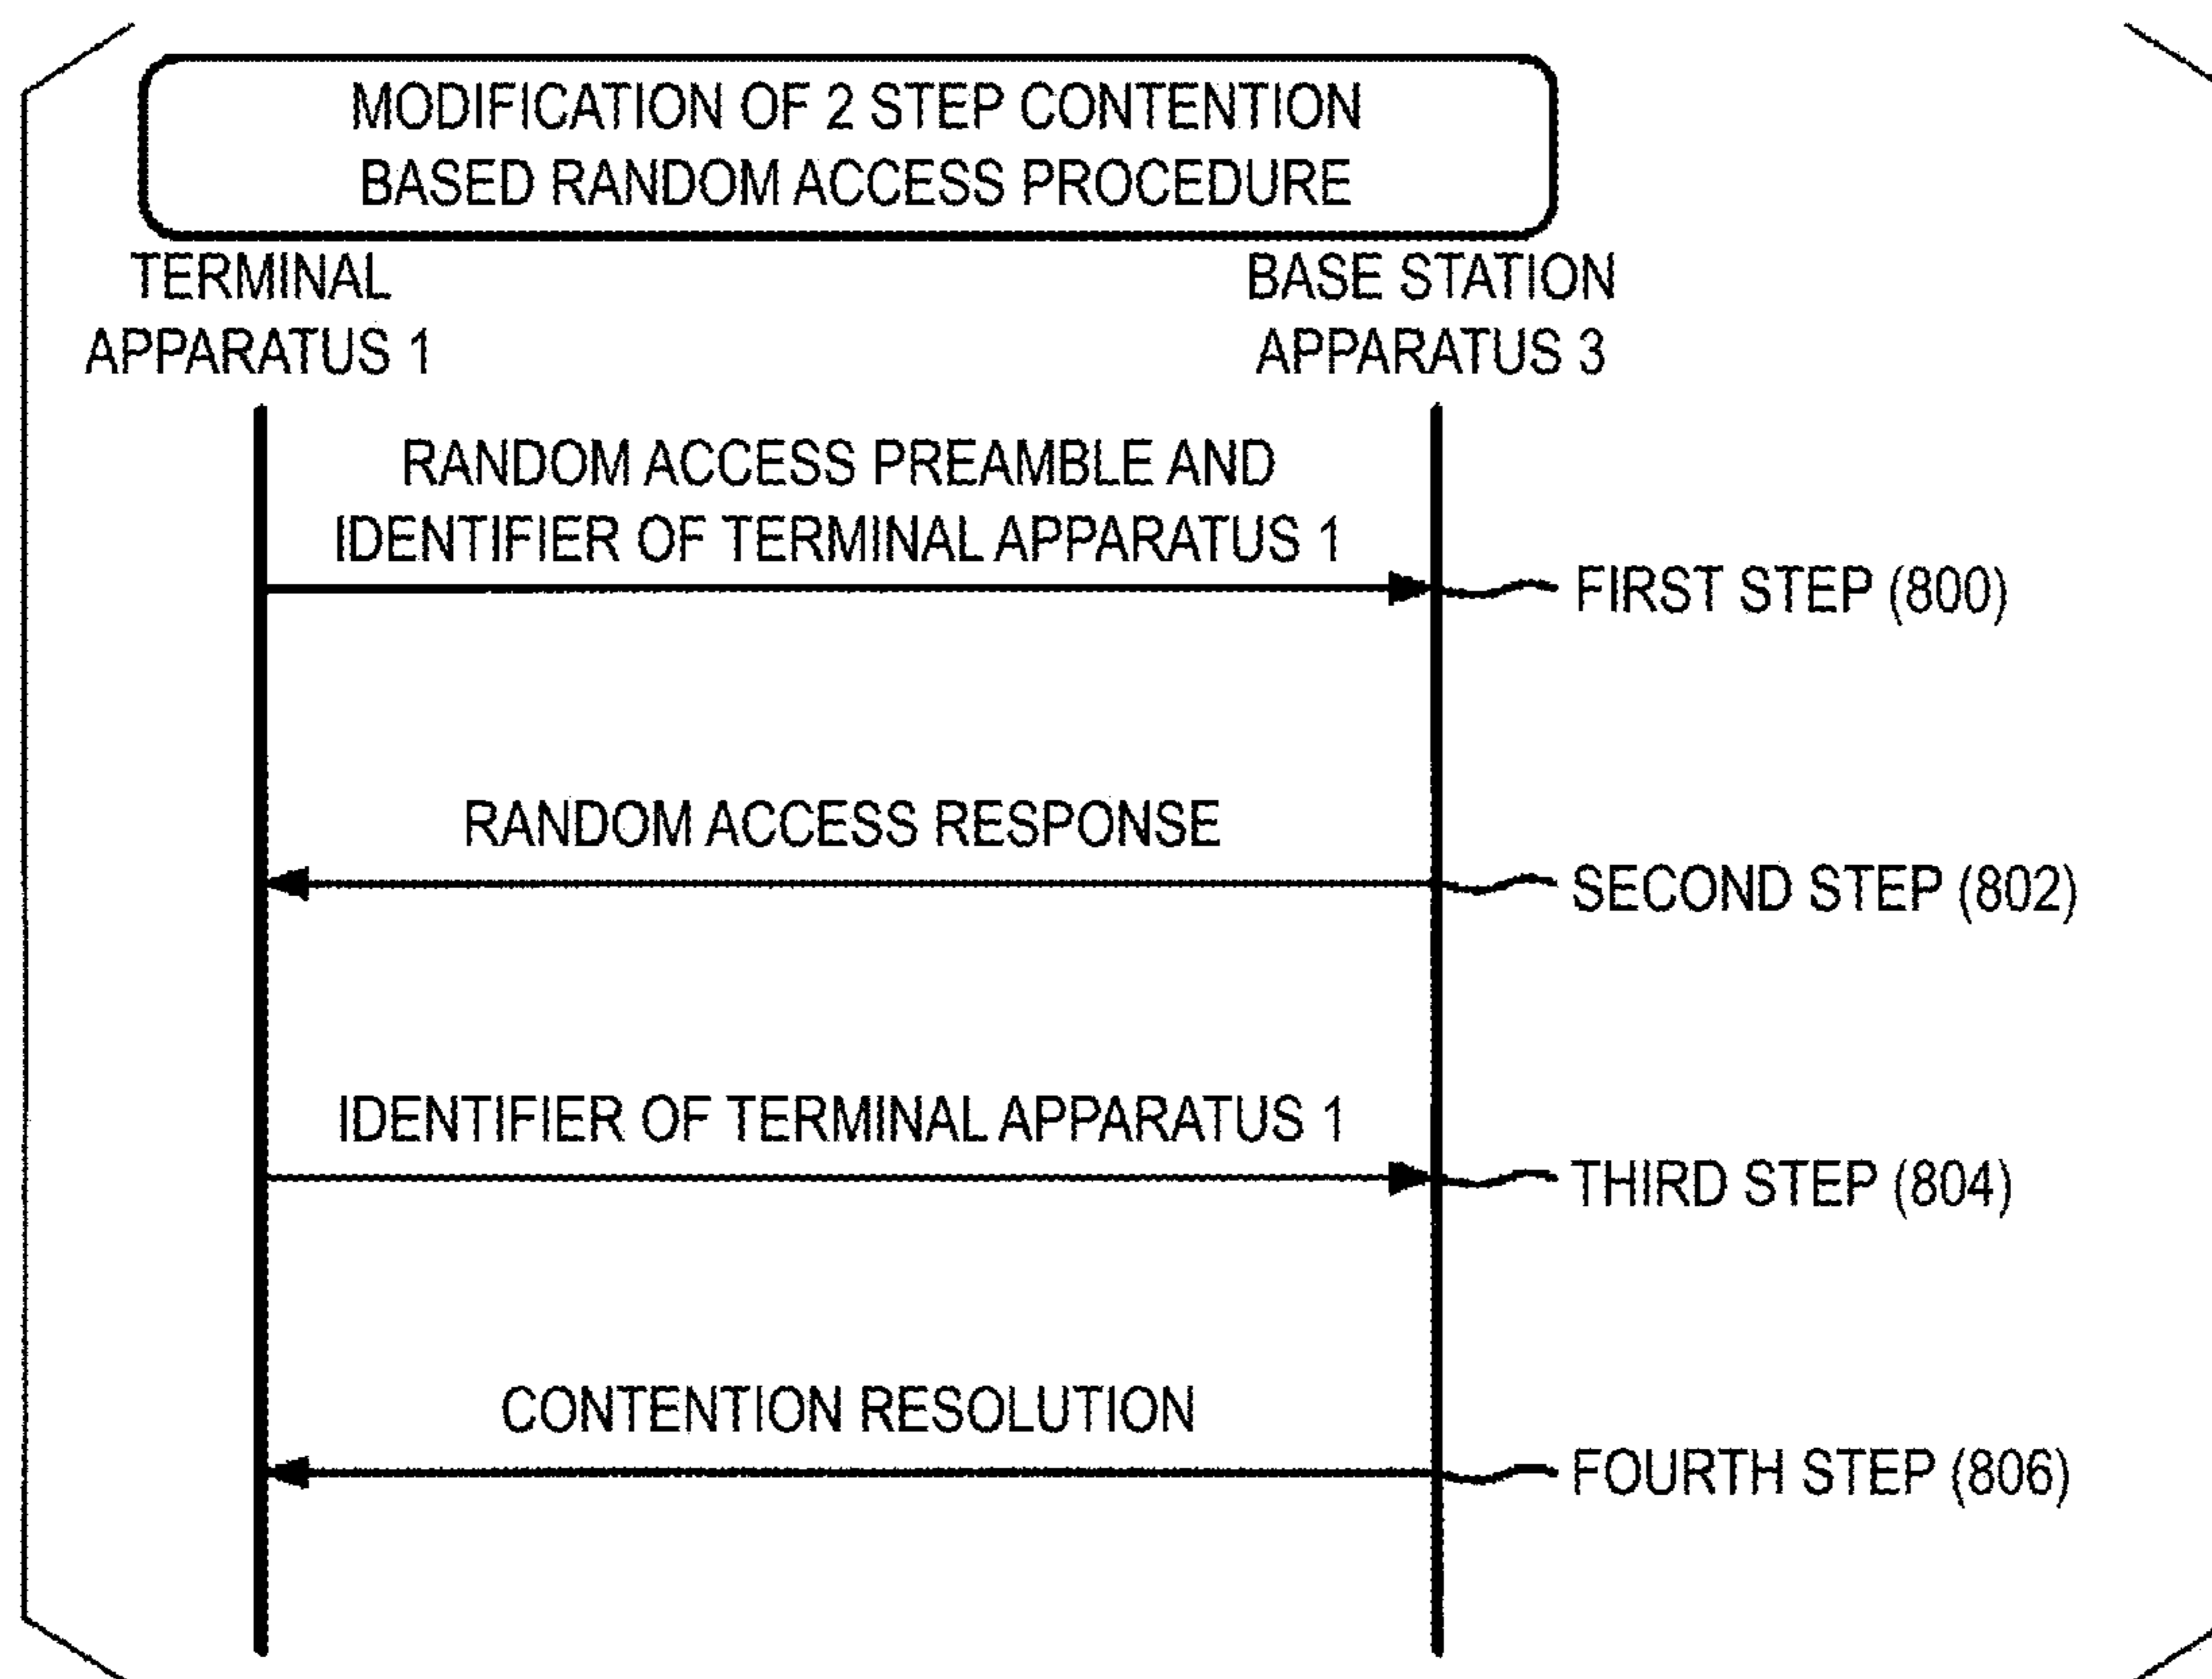 MODIFICATION OF 2 STEP CONTENTION
BASED RANDOM ACCESS PROCEDURE
TERMINAL
APPARATUS 1
BASE STATION
APPARATUS 3
RANDOM ACCESS PREAMBLE AND
IDENTIFIER OF TERMINAL APPARATUS 1
FIRST STEP (800)
RANDOM ACCESS RESPONSE
SECOND STEP (802)
IDENTIFIER OF TERMINAL APPARATUS 1
THIRD STEP (804)
CONTENTION RESOLUTION
FOURTH STEP (806)